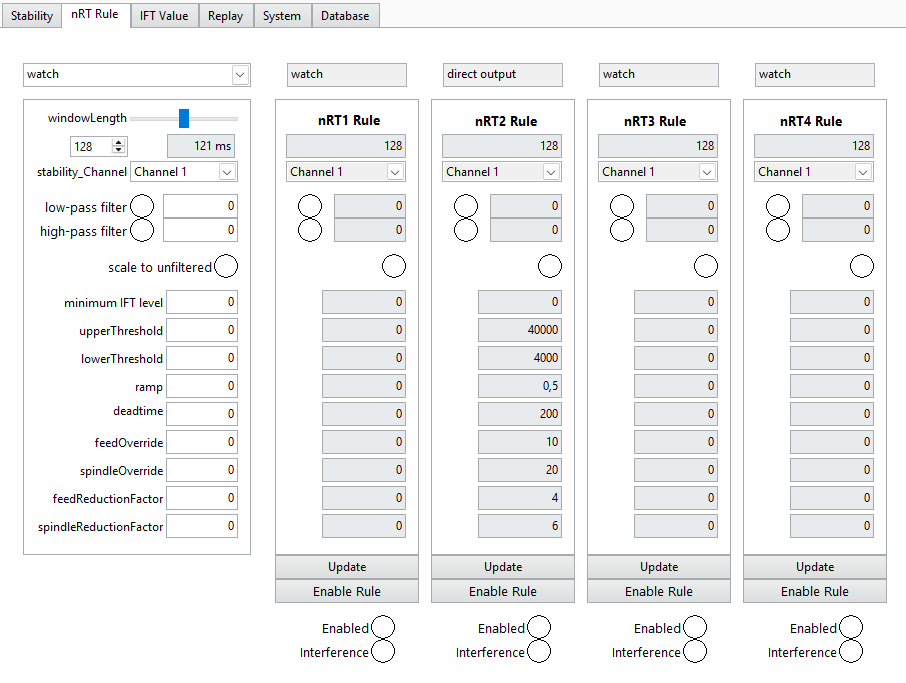 Stability nRT Rule IFT Value Replay System Database
watch watch direct output watch watch
windowLength nRT1 Rule nRT2 Rule nRT3 Rule nRT4 Rule
128 121 ms 128 128 128 128
stability_Channel Channel 1 Channel 1 Channel 1 Channel 1 Channel 1
low-pass filter 0 0 0 0 0
high-pass filter 0 0 0 0 0
scale to unfiltered
minimum IFT level 0 0 0 0 0
upperThreshold 0 0 40000 0 0
lowerThreshold 0 0 4000 0 0
ramp 0 0 0,5 0 0
deadtime 0 0 200 0 0
feedOverride 0 0 10 0 0
spindleOverride 0 0 20 0 0
feedReductionFactor 0 0 4 0 0
spindleReductionFactor 0 0 6 0 0
Update Update Update Update
Enable Rule Enable Rule Enable Rule Enable Rule
Enabled Enabled Enabled Enabled
Interference Interference Interference Interference